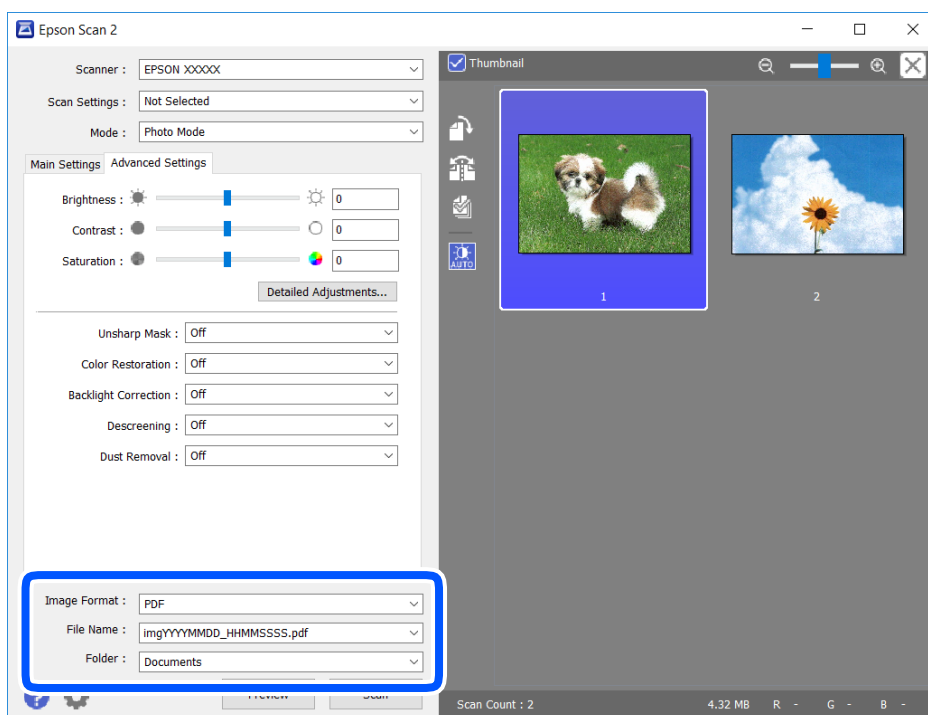 Epson Scan 2
Scanner : EPSON XXXXX
Scan Settings : Not Selected
Mode : Photo Mode
Main Settings Advanced Settings
Brightness : 0
Contrast : 0
Saturation : 0
Detailed Adjustments...
Unsharp Mask : Off
Color Restoration : Off
Backlight Correction : Off
Descreening : Off
Dust Removal : Off
Image Format : PDF
File Name : imgYYYYMMDD_HHMMSSSS.pdf
Folder : Documents
Preview Scan
Thumbnail
AUTO
1
2
Scan Count : 2 4.32 MB R - G - B -